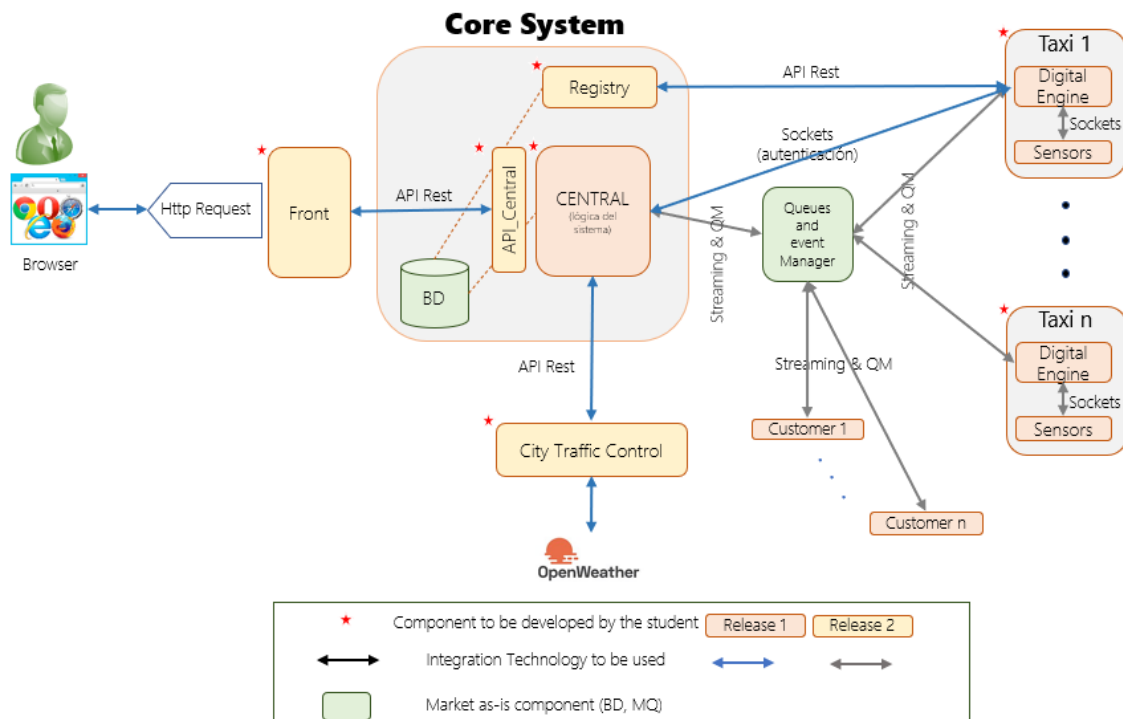 Core System
Taxi 1
Digital
Engine
Sockets
Sensors
API Rest
Registry
Sockets
(autenticación)
Http Request
Front
API Rest
API_Central
CENTRAL
(lógica del
sistema)
BD
Browser
Streaming & QM
Queues
and
event
Manager
Streaming & QM
Taxi n
Digital
Engine
Sockets
Sensors
API Rest
Streaming & QM
Customer 1
City Traffic Control
Customer n
OpenWeather
Component to be developed by the student
Release 1
Release 2
Integration Technology to be used
Market as-is component (BD, MQ)